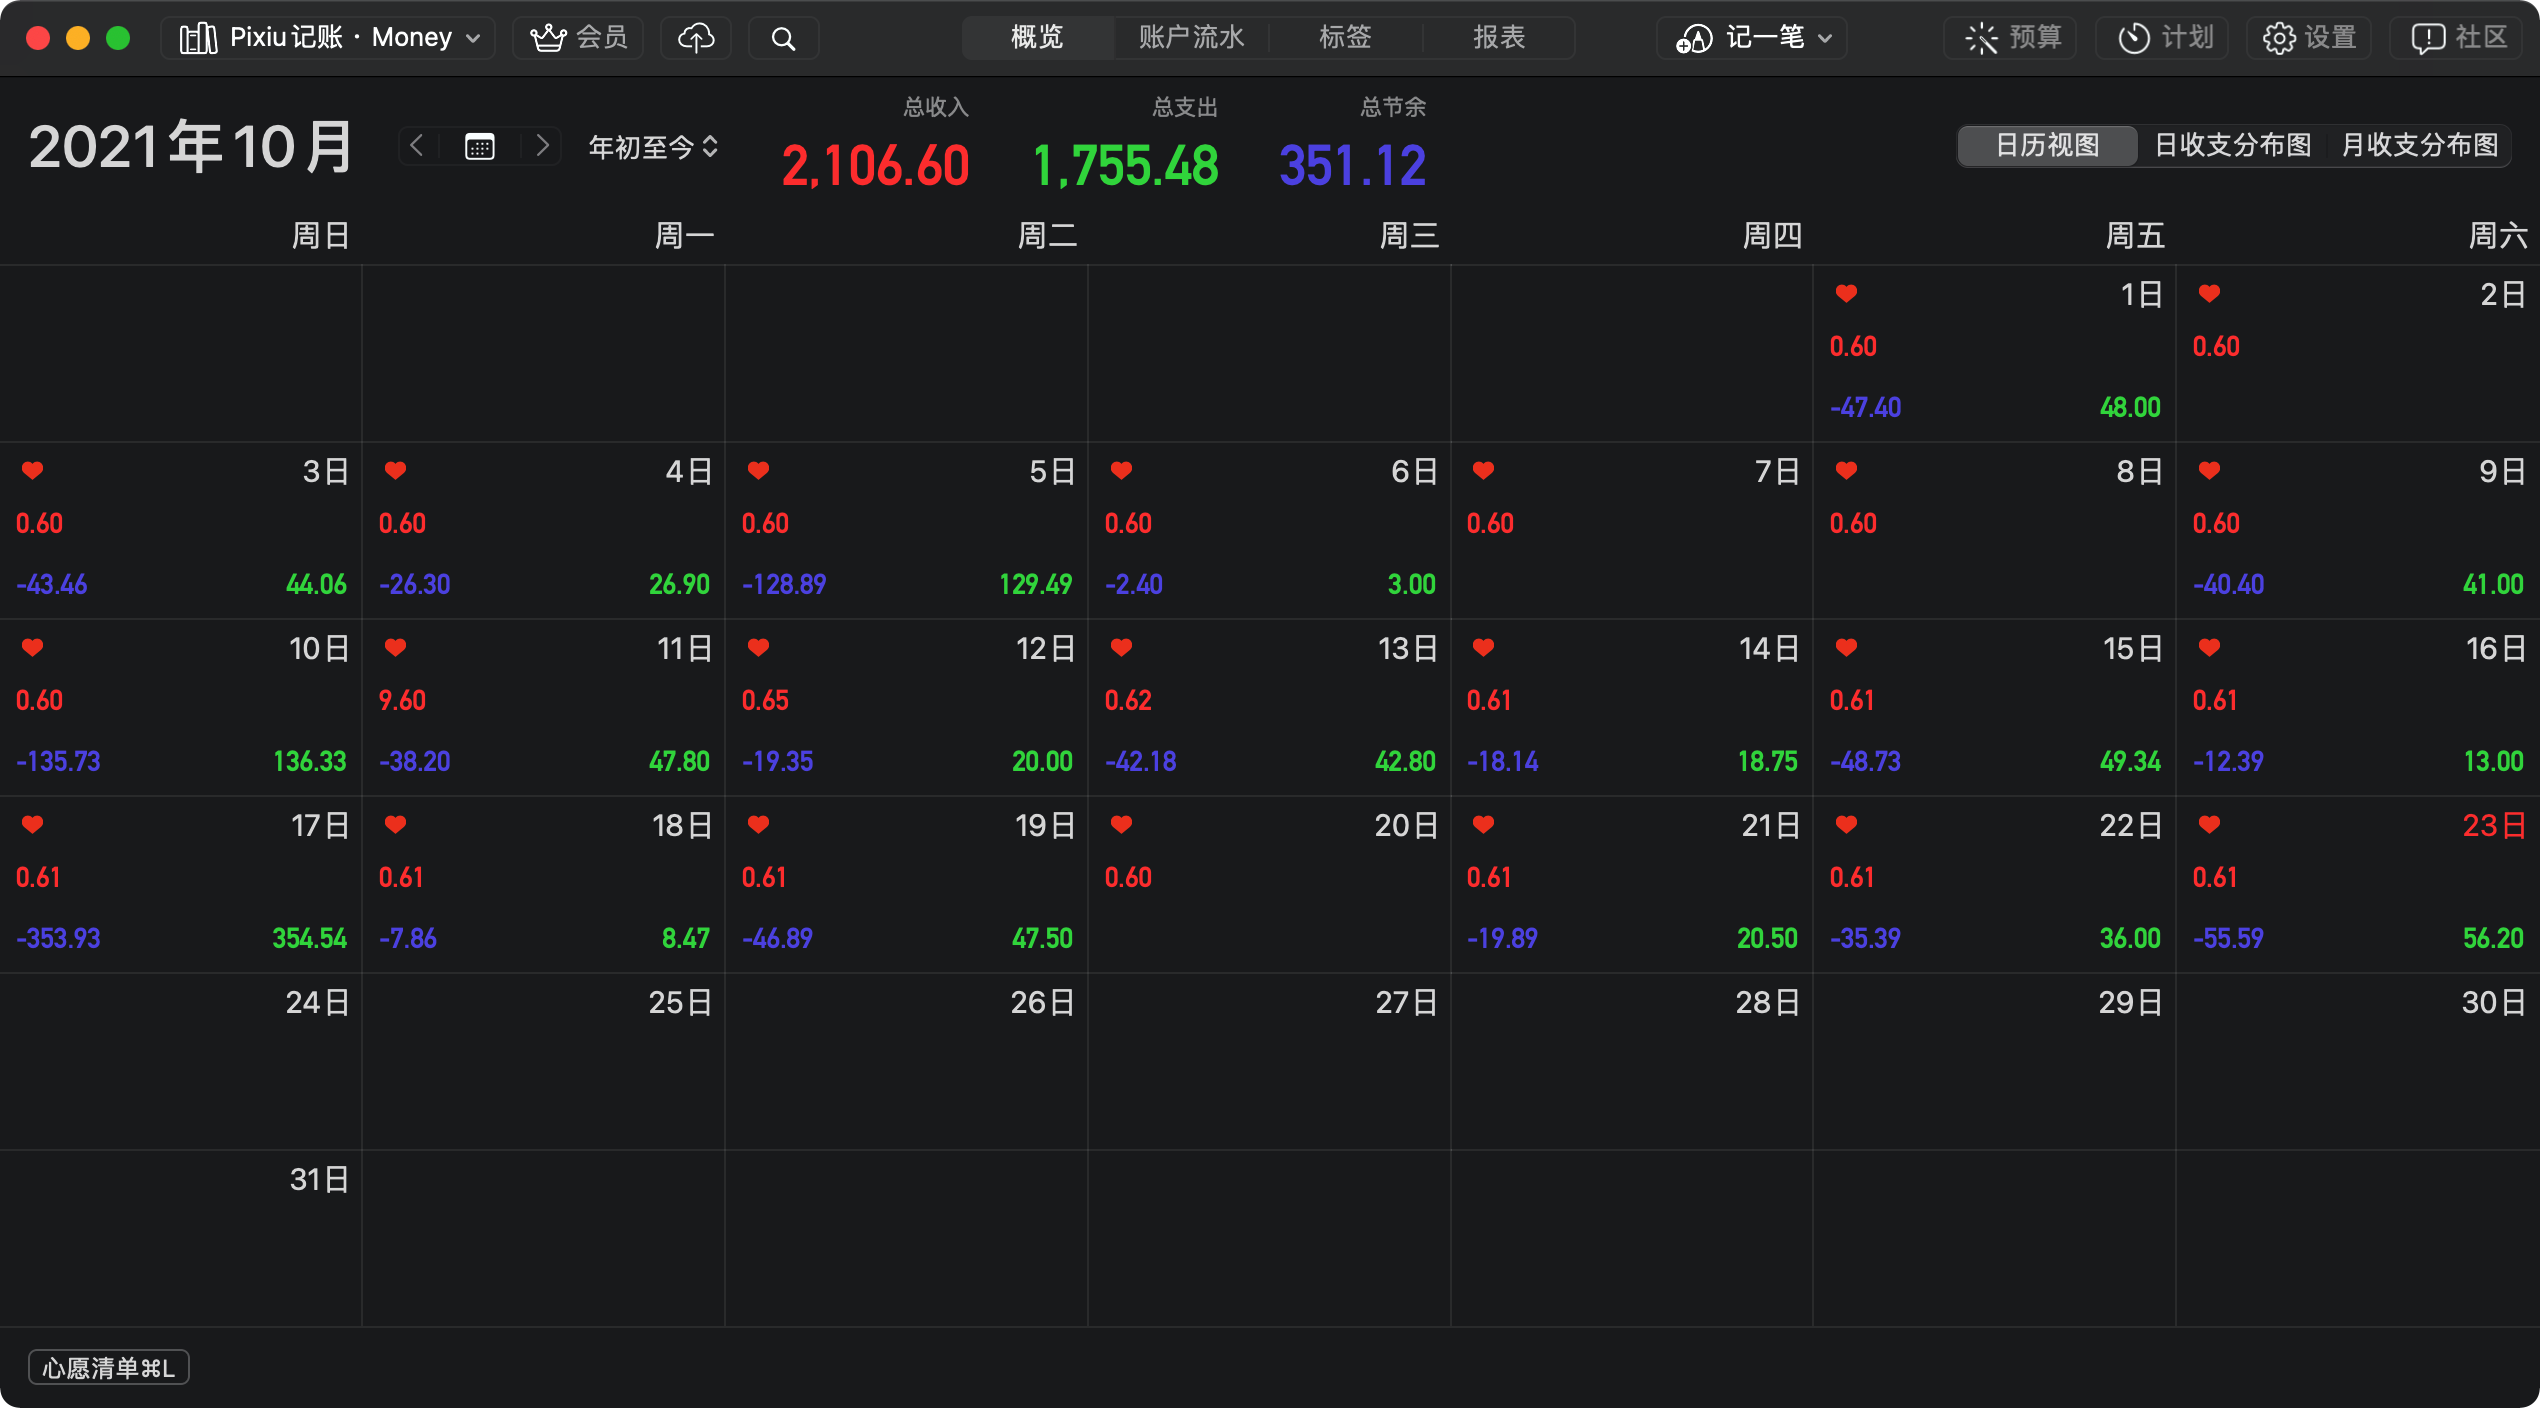 Pixiu记账 · Money 会员 概览 账户流水 标签 报表 记一笔 预算 计划 设置 社区
2021年10月 年初至今
总收入 总支出 总节余
2,106.60 1,755.48 351.12
日历视图 日收支分布图 月收支分布图
周日 周一 周二 周三 周四 周五 周六
1日 2日
0.60 0.60
-47.40 48.00
3日 4日 5日 6日 7日 8日 9日
0.60 0.60 0.60 0.60 0.60 0.60 0.60
-43.46 44.06 -26.30 26.90 -128.89 129.49 -2.40 3.00 -40.40 41.00
10日 11日 12日 13日 14日 15日 16日
0.60 9.60 0.65 0.62 0.61 0.61 0.61
-135.73 136.33 -38.20 47.80 -19.35 20.00 -42.18 42.80 -18.14 18.75 -48.73 49.34 -12.39 13.00
17日 18日 19日 20日 21日 22日 23日
0.61 0.61 0.61 0.60 0.61 0.61 0.61
-353.93 354.54 -7.86 8.47 -46.89 47.50 -19.89 20.50 -35.39 36.00 -55.59 56.20
24日 25日 26日 27日 28日 29日 30日
31日
心愿清单⌘L